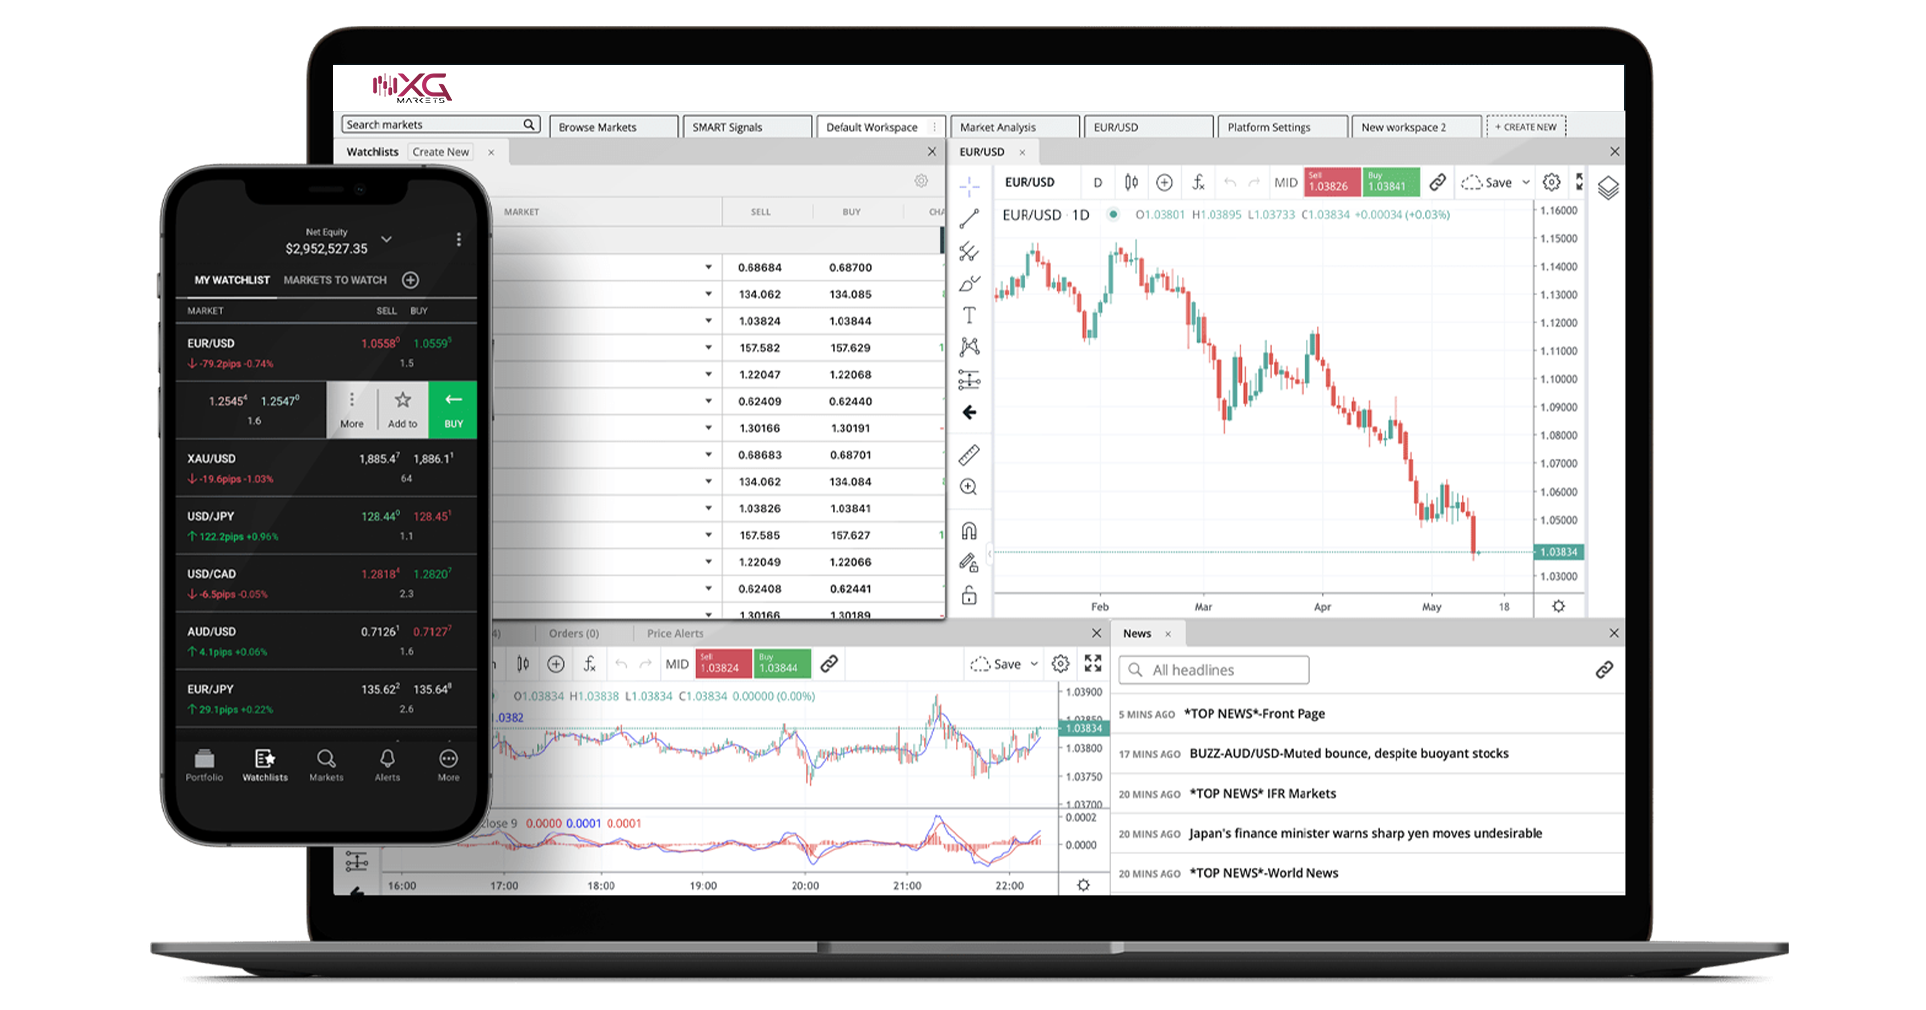 XG
MARKETS
Search markets
Browse Markets
SMART Signals
Default Workspace
Market Analysis
EUR/USD
Platform Settings
New workspace 2
+ CREATE NEW
Watchlists
Create New
MARKET SELL BUY CHA
0.68684 0.68700
134.062 134.085
1.03824 1.03844
157.582 157.629
1.22047 1.22068
0.62409 0.62440
1.30166 1.30191
0.68683 0.68701
134.062 134.084
1.03826 1.03841
157.585 157.627
1.22049 1.22066
0.62408 0.62441
1.30166 1.30189
EUR/USD
EUR/USD D MID Sell 1.03826 Buy 1.03841 Save
EUR/USD · 1D O1.03801 H1.03895 L1.03733 C1.03834 +0.00034 (+0.03%)
1.16000
1.15000
1.14000
1.13000
1.12000
1.11000
1.10000
1.09000
1.08000
1.07000
1.06000
1.05000
1.03834
1.03000
Feb Mar Apr May 18
Net Equity
$2,952,527.35
MY WATCHLIST MARKETS TO WATCH
MARKET SELL BUY
EUR/USD 1.0558⁰ 1.0559⁵
-79.2pips -0.74% 1.5
1.2545⁴ 1.2547⁰
1.6
More Add to BUY
XAU/USD 1,885.4⁷ 1,886.1¹
-19.6pips -1.03% 64
USD/JPY 128.44⁰ 128.45¹
122.2pips +0.96% 1.1
USD/CAD 1.2818⁴ 1.2820⁷
-6.5pips -0.05% 2.3
AUD/USD 0.7126¹ 0.7127⁷
4.1pips +0.06% 1.6
EUR/JPY 135.62² 135.64⁸
29.1pips +0.22% 2.6
Portfolio Watchlists Markets Alerts More
4) Orders (0) Price Alerts
MID Sell 1.03824 Buy 1.03844 Save
O1.03834 H1.03838 L1.03834 C1.03834 0.00000 (0.00%)
.0382
1.03900
1.03850
1.03834
1.03800
1.03750
1.03700
close 9 0.0000 0.0001 0.0001
0.0002
0.0000
16:00 17:00 18:00 19:00 20:00 21:00 22:00
News
All headlines
5 MINS AGO *TOP NEWS*-Front Page
17 MINS AGO BUZZ-AUD/USD-Muted bounce, despite buoyant stocks
20 MINS AGO *TOP NEWS* IFR Markets
20 MINS AGO Japan's finance minister warns sharp yen moves undesirable
20 MINS AGO *TOP NEWS*-World News